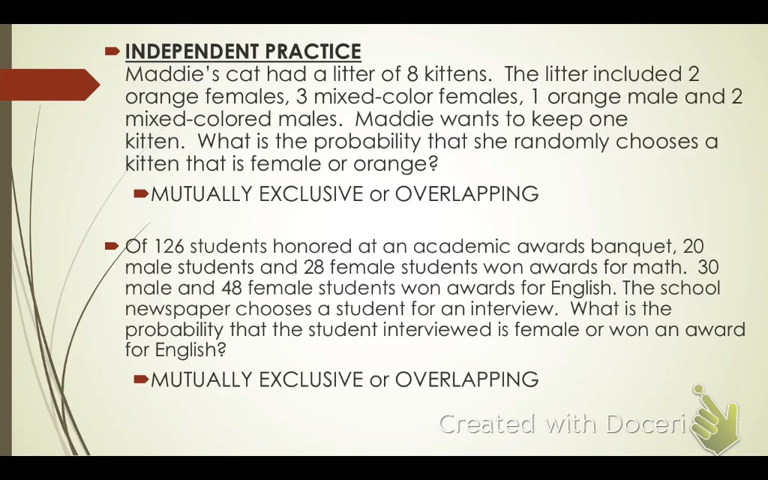 INDEPENDENT PRACTICE
Maddie's cat had a litter of 8 kittens. The litter included 2
orange females, 3 mixed-color females, 1 orange male and 2
mixed-colored males. Maddie wants to keep one
kitten. What is the probability that she randomly chooses a
kitten that is female or orange?
MUTUALLY EXCLUSIVE or OVERLAPPING
Of 126 students honored at an academic awards banquet, 20
male students and 28 female students won awards for math. 30
male and 48 female students won awards for English. The school
newspaper chooses a student for an interview. What is the
probability that the student interviewed is female or won an award
for English?
MUTUALLY EXCLUSIVE or OVERLAPPING
Created with Doceri